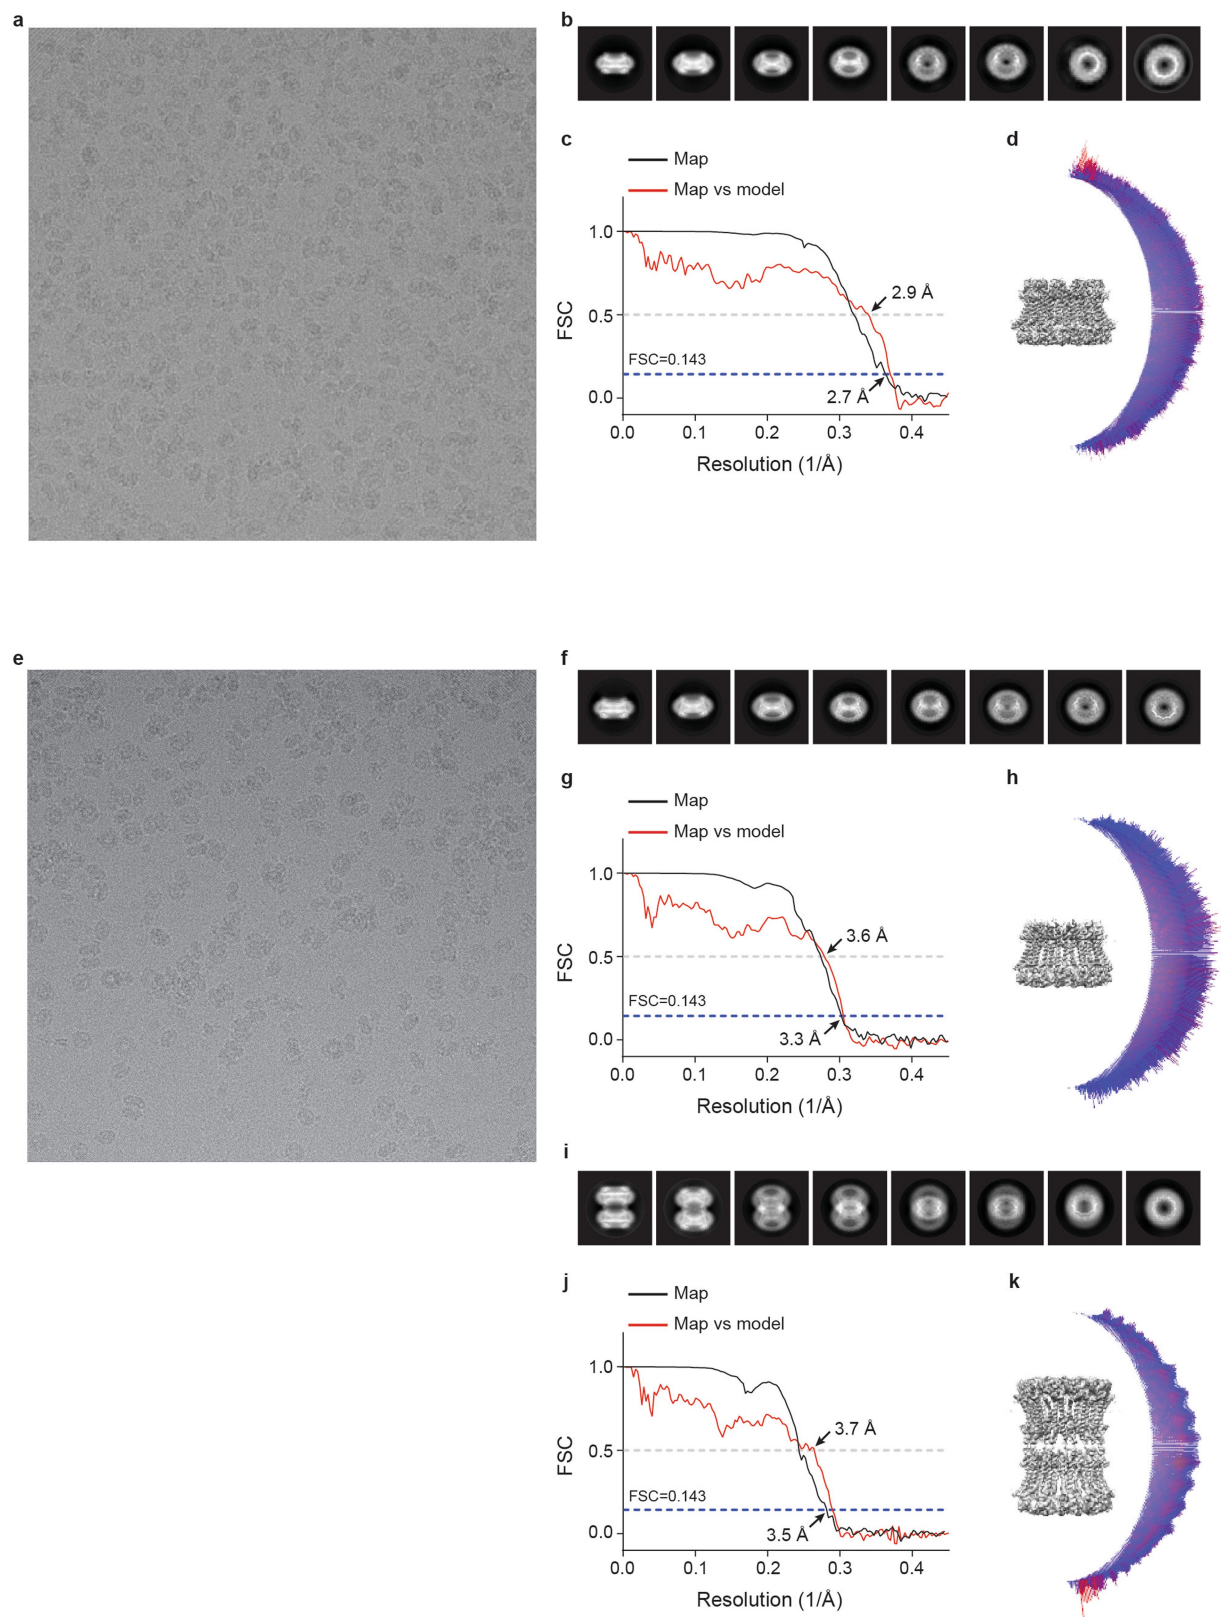 a
b
c
Map
Map vs model
1.0
2.9 Å
0.5
FSC
FSC=0.143
2.7 Å
0.0
0.0 0.1 0.2 0.3 0.4
Resolution (1/Å)
d
e
f
g
Map
Map vs model
1.0
3.6 Å
0.5
FSC
FSC=0.143
3.3 Å
0.0
0.0 0.1 0.2 0.3 0.4
Resolution (1/Å)
h
i
j
Map
Map vs model
1.0
3.7 Å
0.5
FSC
FSC=0.143
3.5 Å
0.0
0.0 0.1 0.2 0.3 0.4
Resolution (1/Å)
k